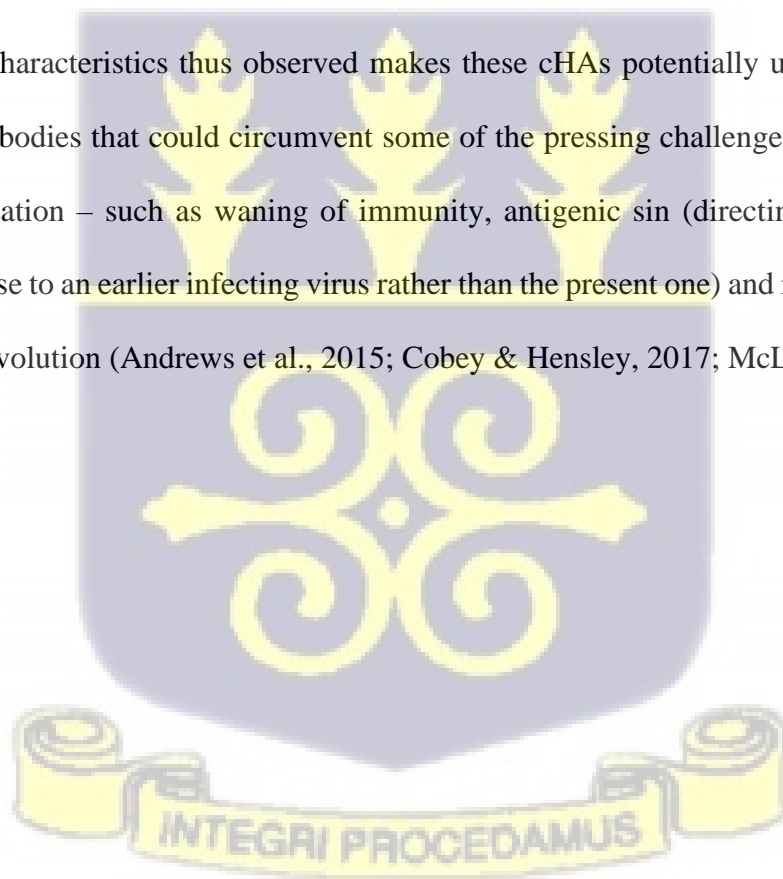 haracteristics thus observed makes these cHAs potentially u
bodies that could circumvent some of the pressing challenge
ation – such as waning of immunity, antigenic sin (directin
se to an earlier infecting virus rather than the present one) and
volution (Andrews et al., 2015; Cobey & Hensley, 2017; McL
INTEGRI PROCEDAMUS